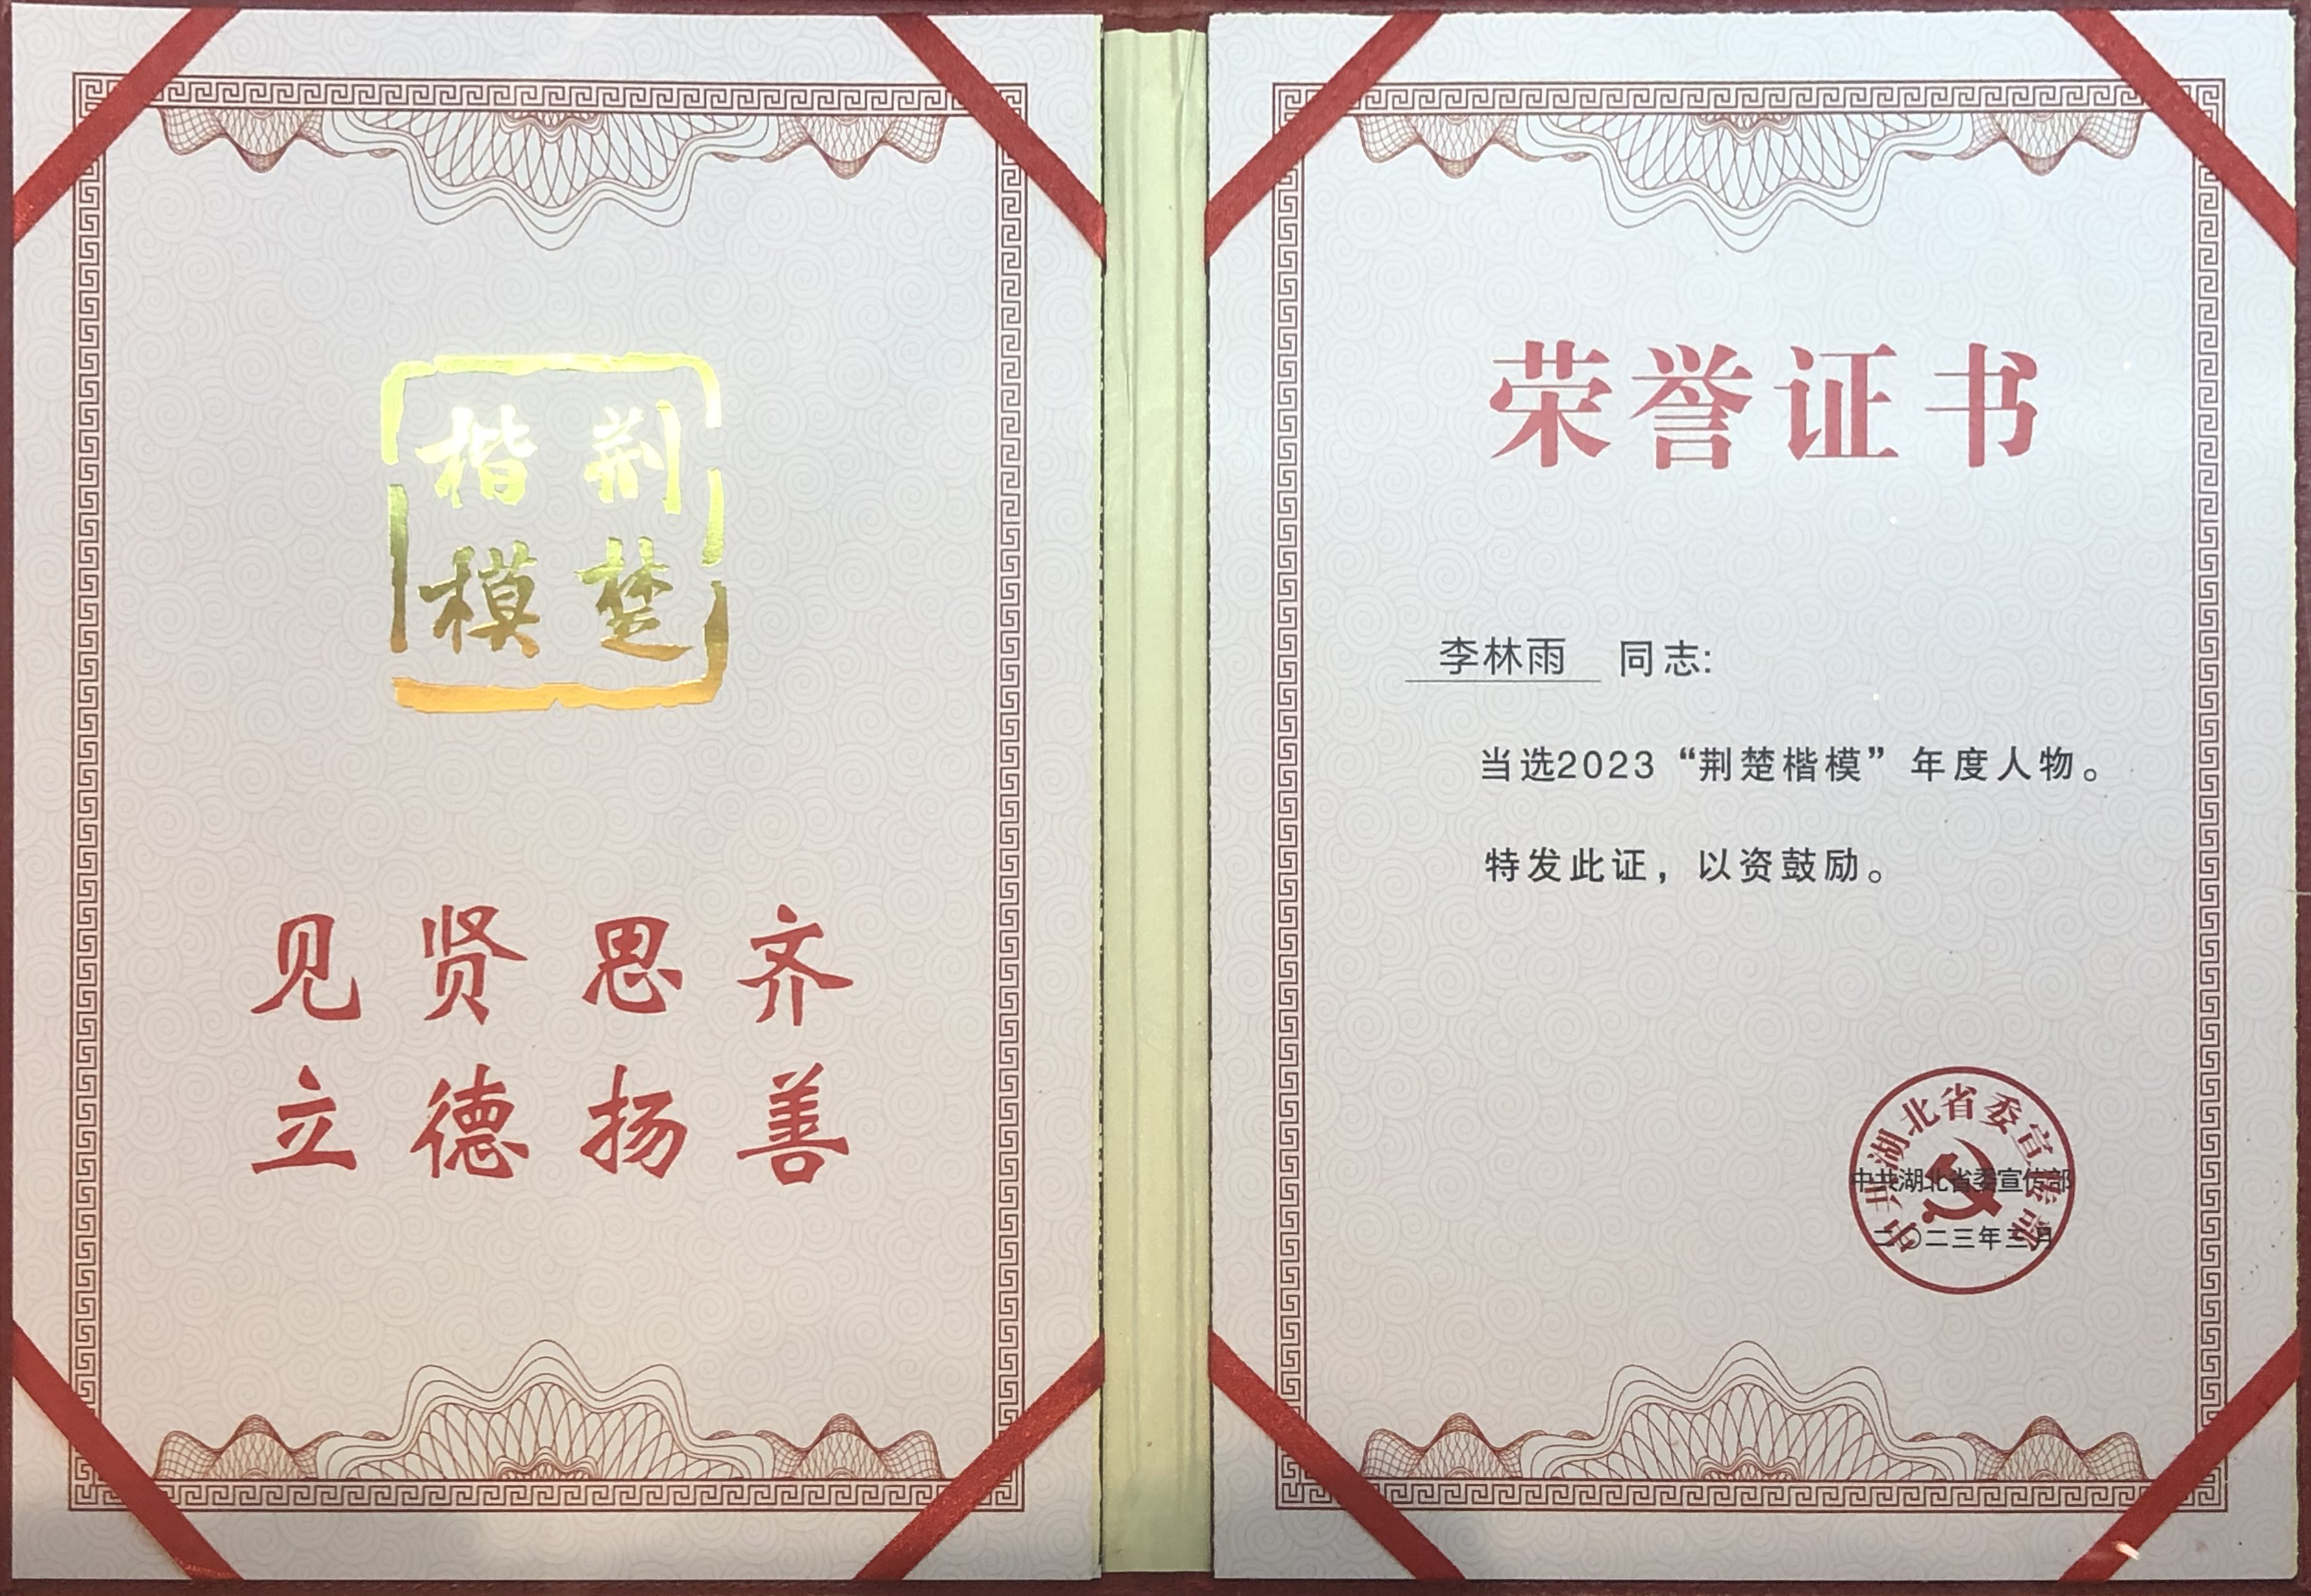 荆楚
楷模
见贤思齐
立德扬善
荣誉证书
李林雨 同志:
当选2023“荆楚楷模”年度人物。
特发此证，以资鼓励。
中共湖北省委宣传部
中共湖北省委宣传部
二〇二三年三月